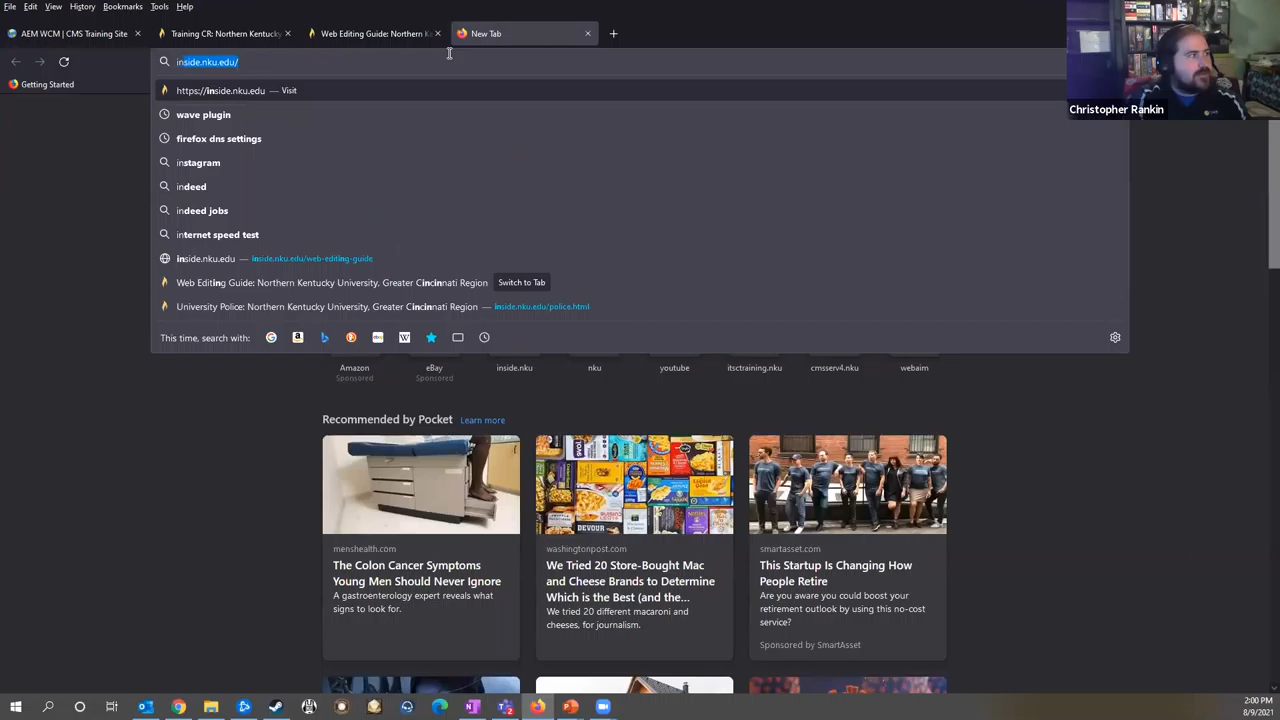 File Edit View History Bookmarks Tools Help
AEM WCM | CMS Training Site
Training CR: Northern Kentucky
Web Editing Guide: Northern Ke
New Tab
inside.nku.edu/
Getting Started
https://inside.nku.edu — Visit
wave plugin
firefox dns settings
instagram
indeed
indeed jobs
internet speed test
inside.nku.edu — inside.nku.edu/web-editing-guide
Web Editing Guide: Northern Kentucky University, Greater Cincinnati Region Switch to Tab
University Police: Northern Kentucky University, Greater Cincinnati Region — inside.nku.edu/police.html
This time, search with:
Christopher Rankin
Amazon
Sponsored
eBay
Sponsored
inside.nku
nku
youtube
itsctraining.nku
cmsserv4.nku
webaim
Recommended by Pocket Learn more
DEVOUR
menshealth.com
The Colon Cancer Symptoms
Young Men Should Never Ignore
A gastroenterology expert reveals what
signs to look for.
washingtonpost.com
We Tried 20 Store-Bought Mac
and Cheese Brands to Determine
Which is the Best (and the...
We tried 20 different macaroni and
cheeses, for journalism.
smartasset.com
This Startup Is Changing How
People Retire
Are you aware you could boost your
retirement outlook by using this no-cost
service?
Sponsored by SmartAsset
2:00 PM
8/9/2021